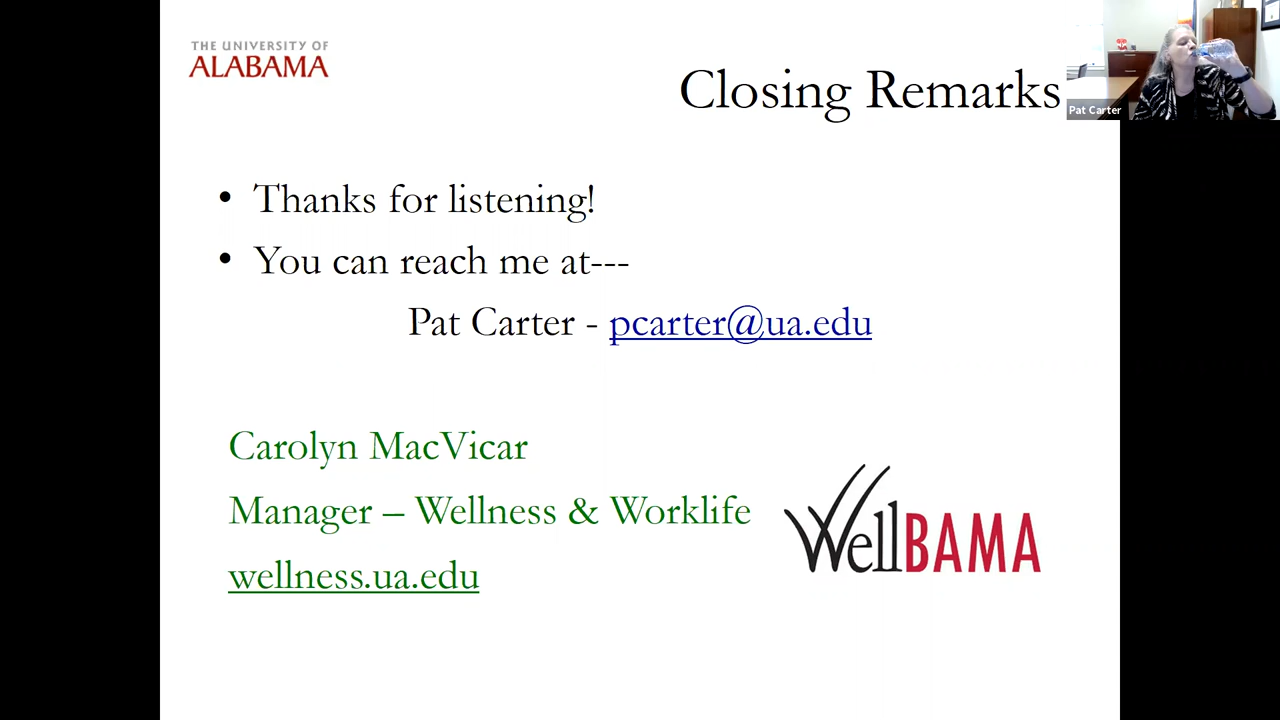 THE UNIVERSITY OF
ALABAMA
Closing Remarks
Pat Carter
• Thanks for listening!
• You can reach me at---
Pat Carter - pcarter@ua.edu
Carolyn MacVicar
Manager – Wellness & Worklife
wellness.ua.edu
WellBAMA